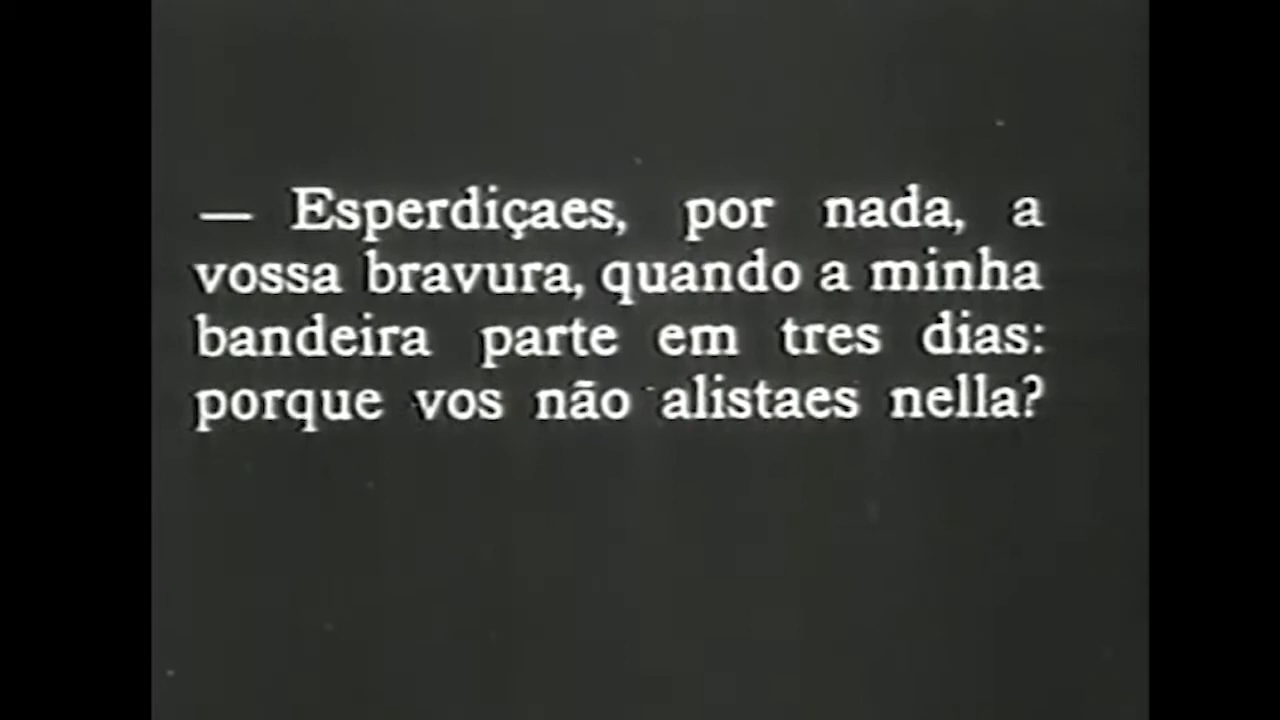 — Esperdiçaes, por nada, a
vossa bravura, quando a minha
bandeira parte em tres dias:
porque vos não alistaes nella?